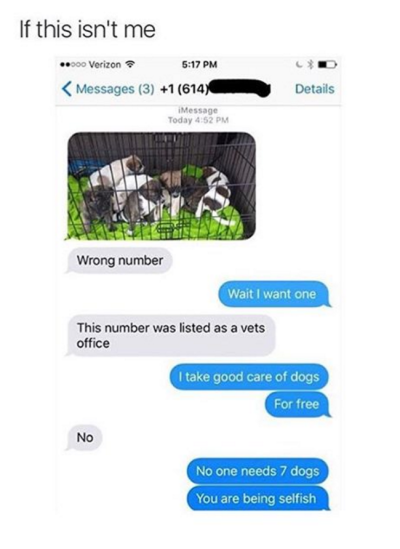 If this isn't me
Verizon 5:17 PM
Messages (3) +1 (614) Details
iMessage
Today 4:52 PM
Wrong number
Wait I want one
This number was listed as a vets
office
I take good care of dogs
For free
No
No one needs 7 dogs
You are being selfish